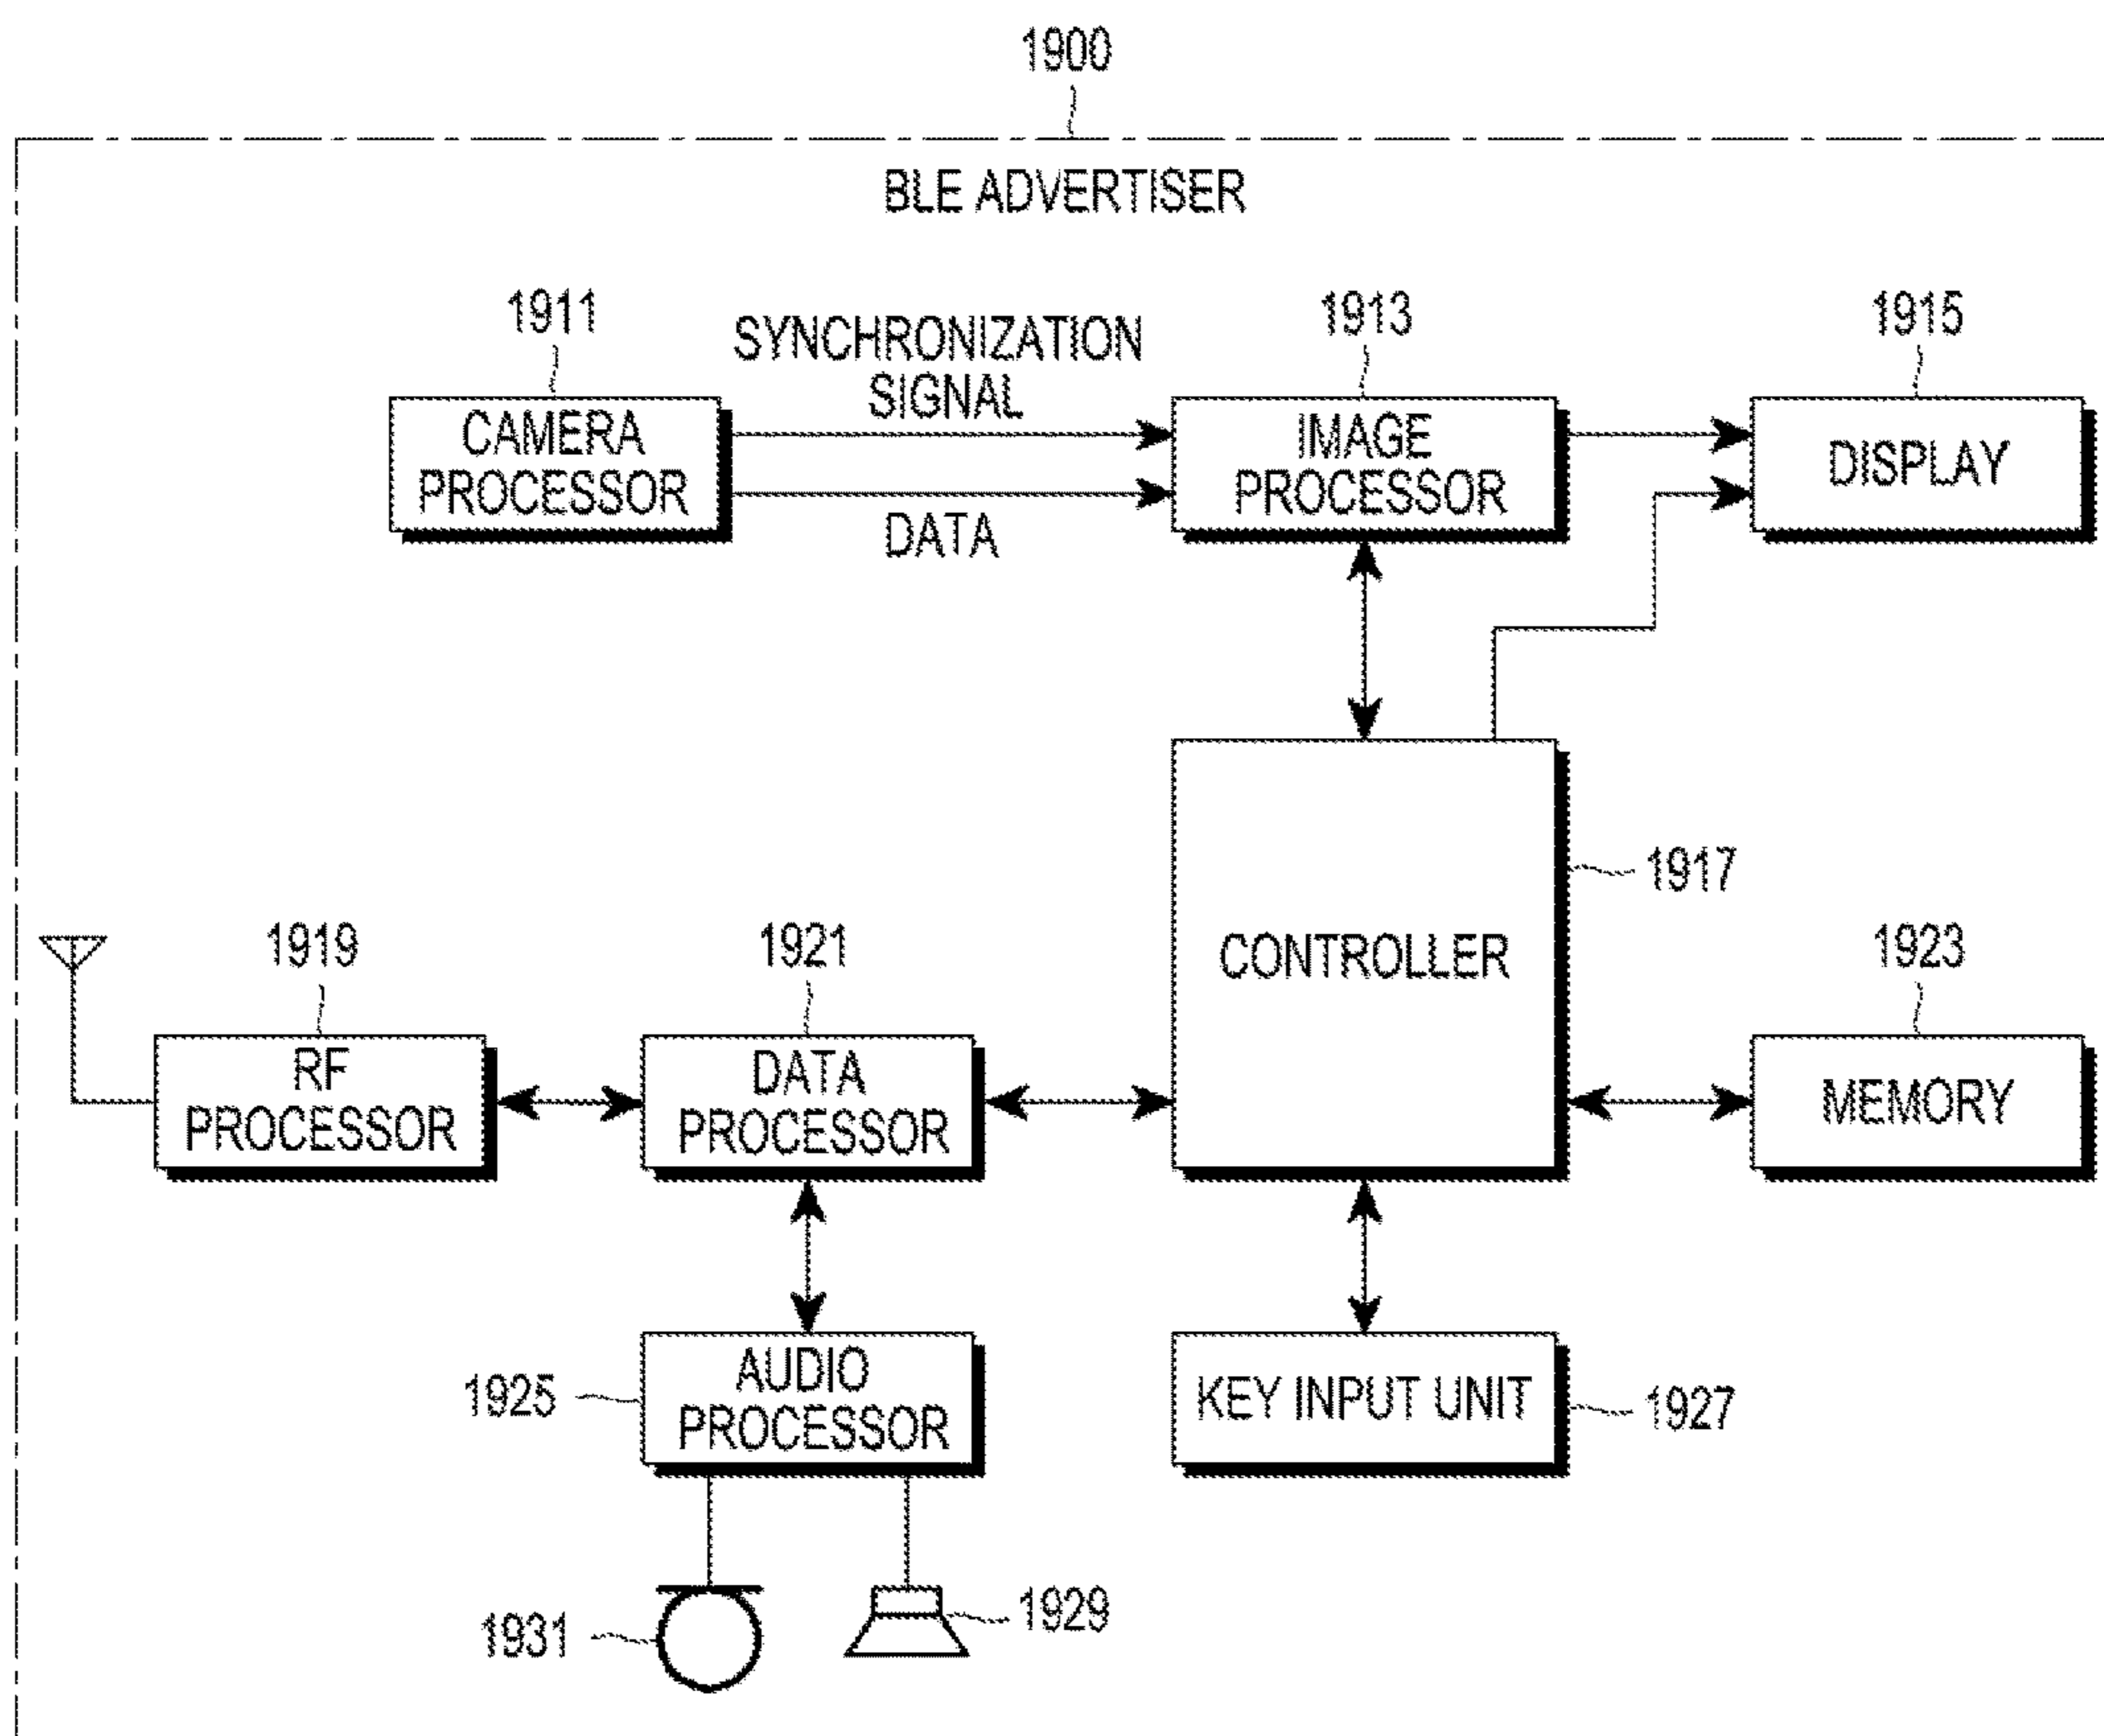 1900
BLE ADVERTISER
1911
SYNCHRONIZATION
SIGNAL
1913
1915
CAMERA
PROCESSOR
DATA
IMAGE
PROCESSOR
DISPLAY
1917
CONTROLLER
1919
1921
1923
RF
PROCESSOR
DATA
PROCESSOR
MEMORY
1925
AUDIO
PROCESSOR
KEY INPUT UNIT
1927
1931
1929